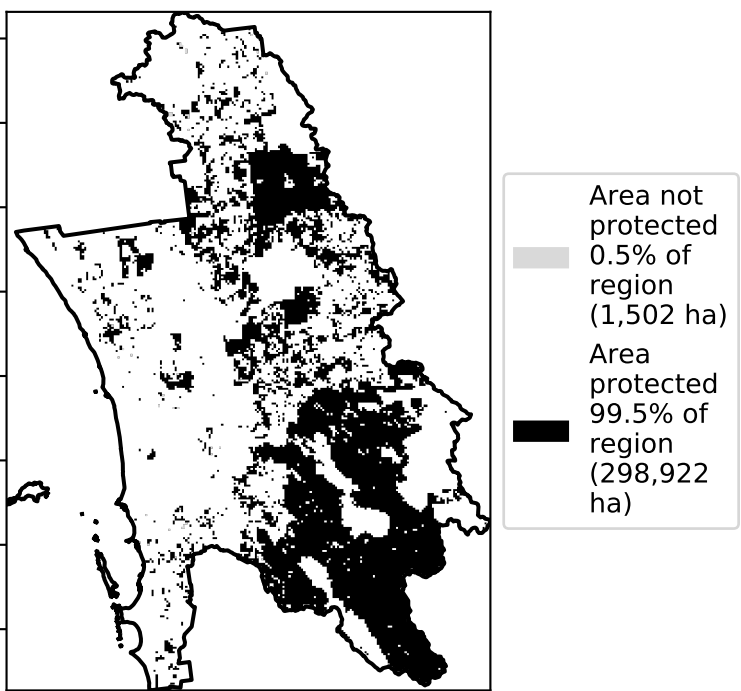 Area not
protected
0.5% of
region
(1,502 ha)
Area
protected
99.5% of
region
(298,922
ha)